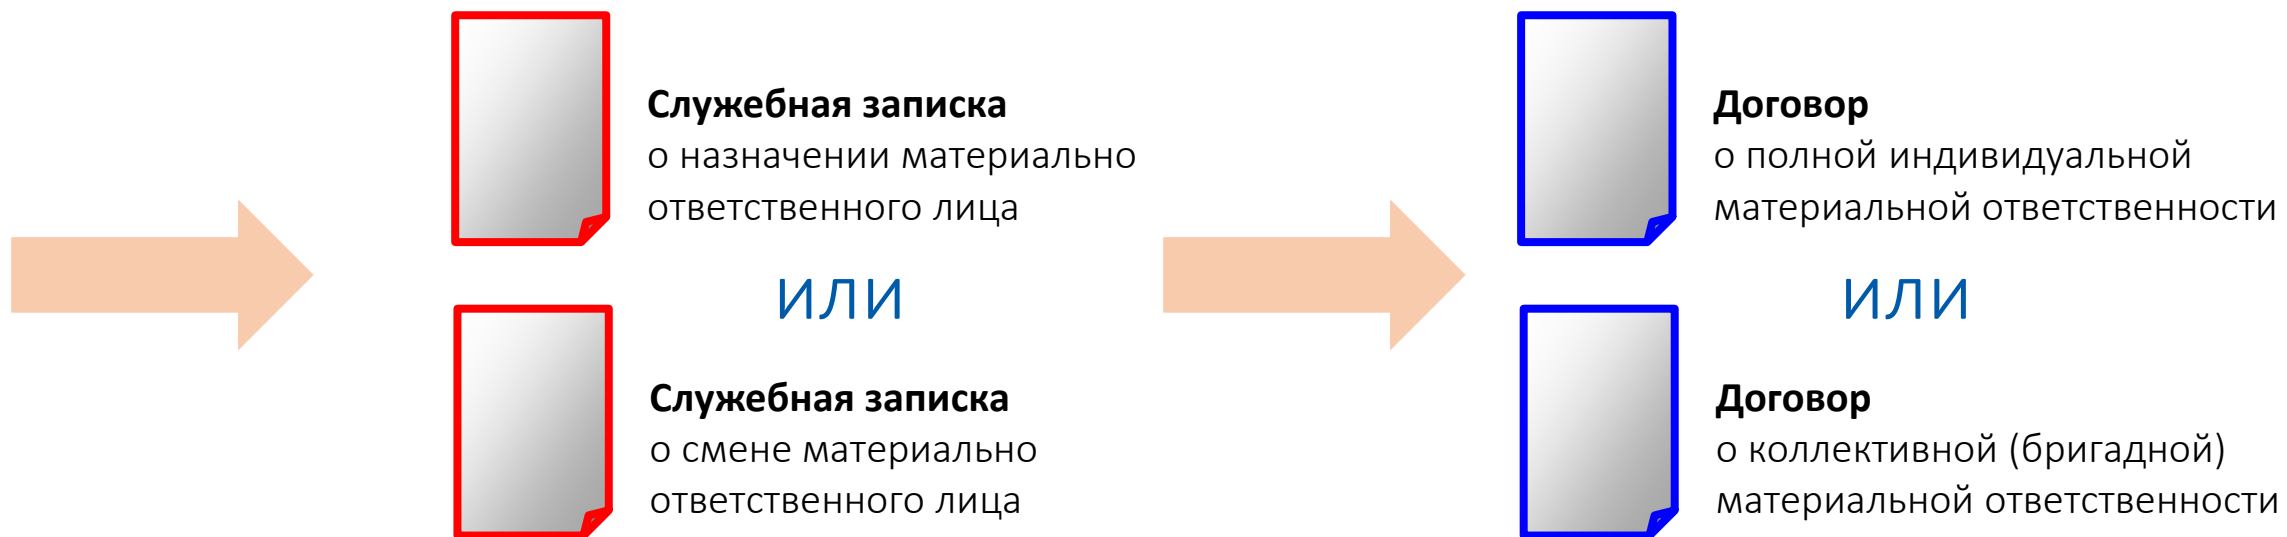 Служебная записка
о назначении материально
ответственного лица
ИЛИ
Служебная записка
о смене материально
ответственного лица
Договор
о полной индивидуальной
материальной ответственности
ИЛИ
Договор
о коллективной (бригадной)
материальной ответственности